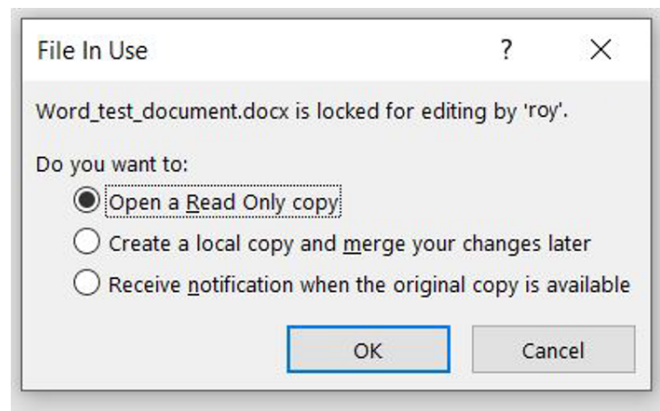 File In Use
Word_test_document.docx is locked for editing by 'roy'.
Do you want to:
Open a Read Only copy
Create a local copy and merge your changes later
Receive notification when the original copy is available
OK Cancel